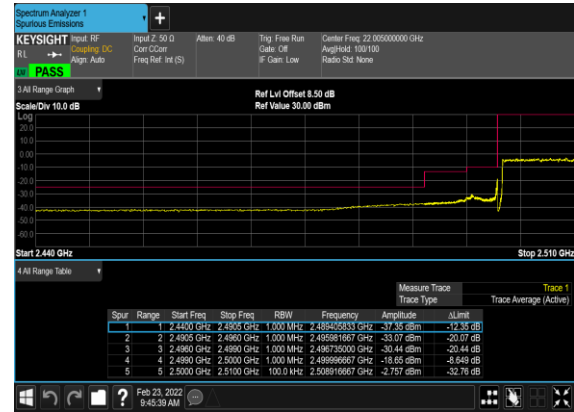 Spectrum Analyzer 1
Spurious Emissions
+
KEYSIGHT Input: RF Input Z: 50 Ω Atten: 40 dB Trig: Free Run Center Freq: 22.005000000 GHz
RL Coupling: DC Corr CCorr Gate: Off Avg|Hold: 100/100
Align: Auto Freq Ref: Int (S) IF Gain: Low Radio Std: None
PASS
3 All Range Graph
Ref Lvl Offset 8.50 dB
Scale/Div 10.0 dB Ref Value 30.00 dBm
Log
20.0
10.0
0.00
-10.0
-20.0
-30.0
-40.0
-50.0
-60.0
Start 2.440 GHz Stop 2.510 GHz
4 All Range Table
Measure Trace Trace 1
Trace Type Trace Average (Active)
Spur Range Start Freq Stop Freq RBW Frequency Amplitude ΔLimit
1 1 2.4400 GHz 2.4905 GHz 1.000 MHz 2.489405833 GHz -37.35 dBm -12.35 dB
2 2 2.4905 GHz 2.4960 GHz 1.000 MHz 2.495981667 GHz -33.07 dBm -20.07 dB
3 3 2.4960 GHz 2.4990 GHz 1.000 MHz 2.496735000 GHz -30.44 dBm -20.44 dB
4 4 2.4990 GHz 2.5000 GHz 1.000 MHz 2.499996667 GHz -18.65 dBm -8.649 dB
5 5 2.5000 GHz 2.5100 GHz 100.0 kHz 2.508916667 GHz -2.757 dBm -32.76 dB
?
Feb 23, 2022
9:45:39 AM